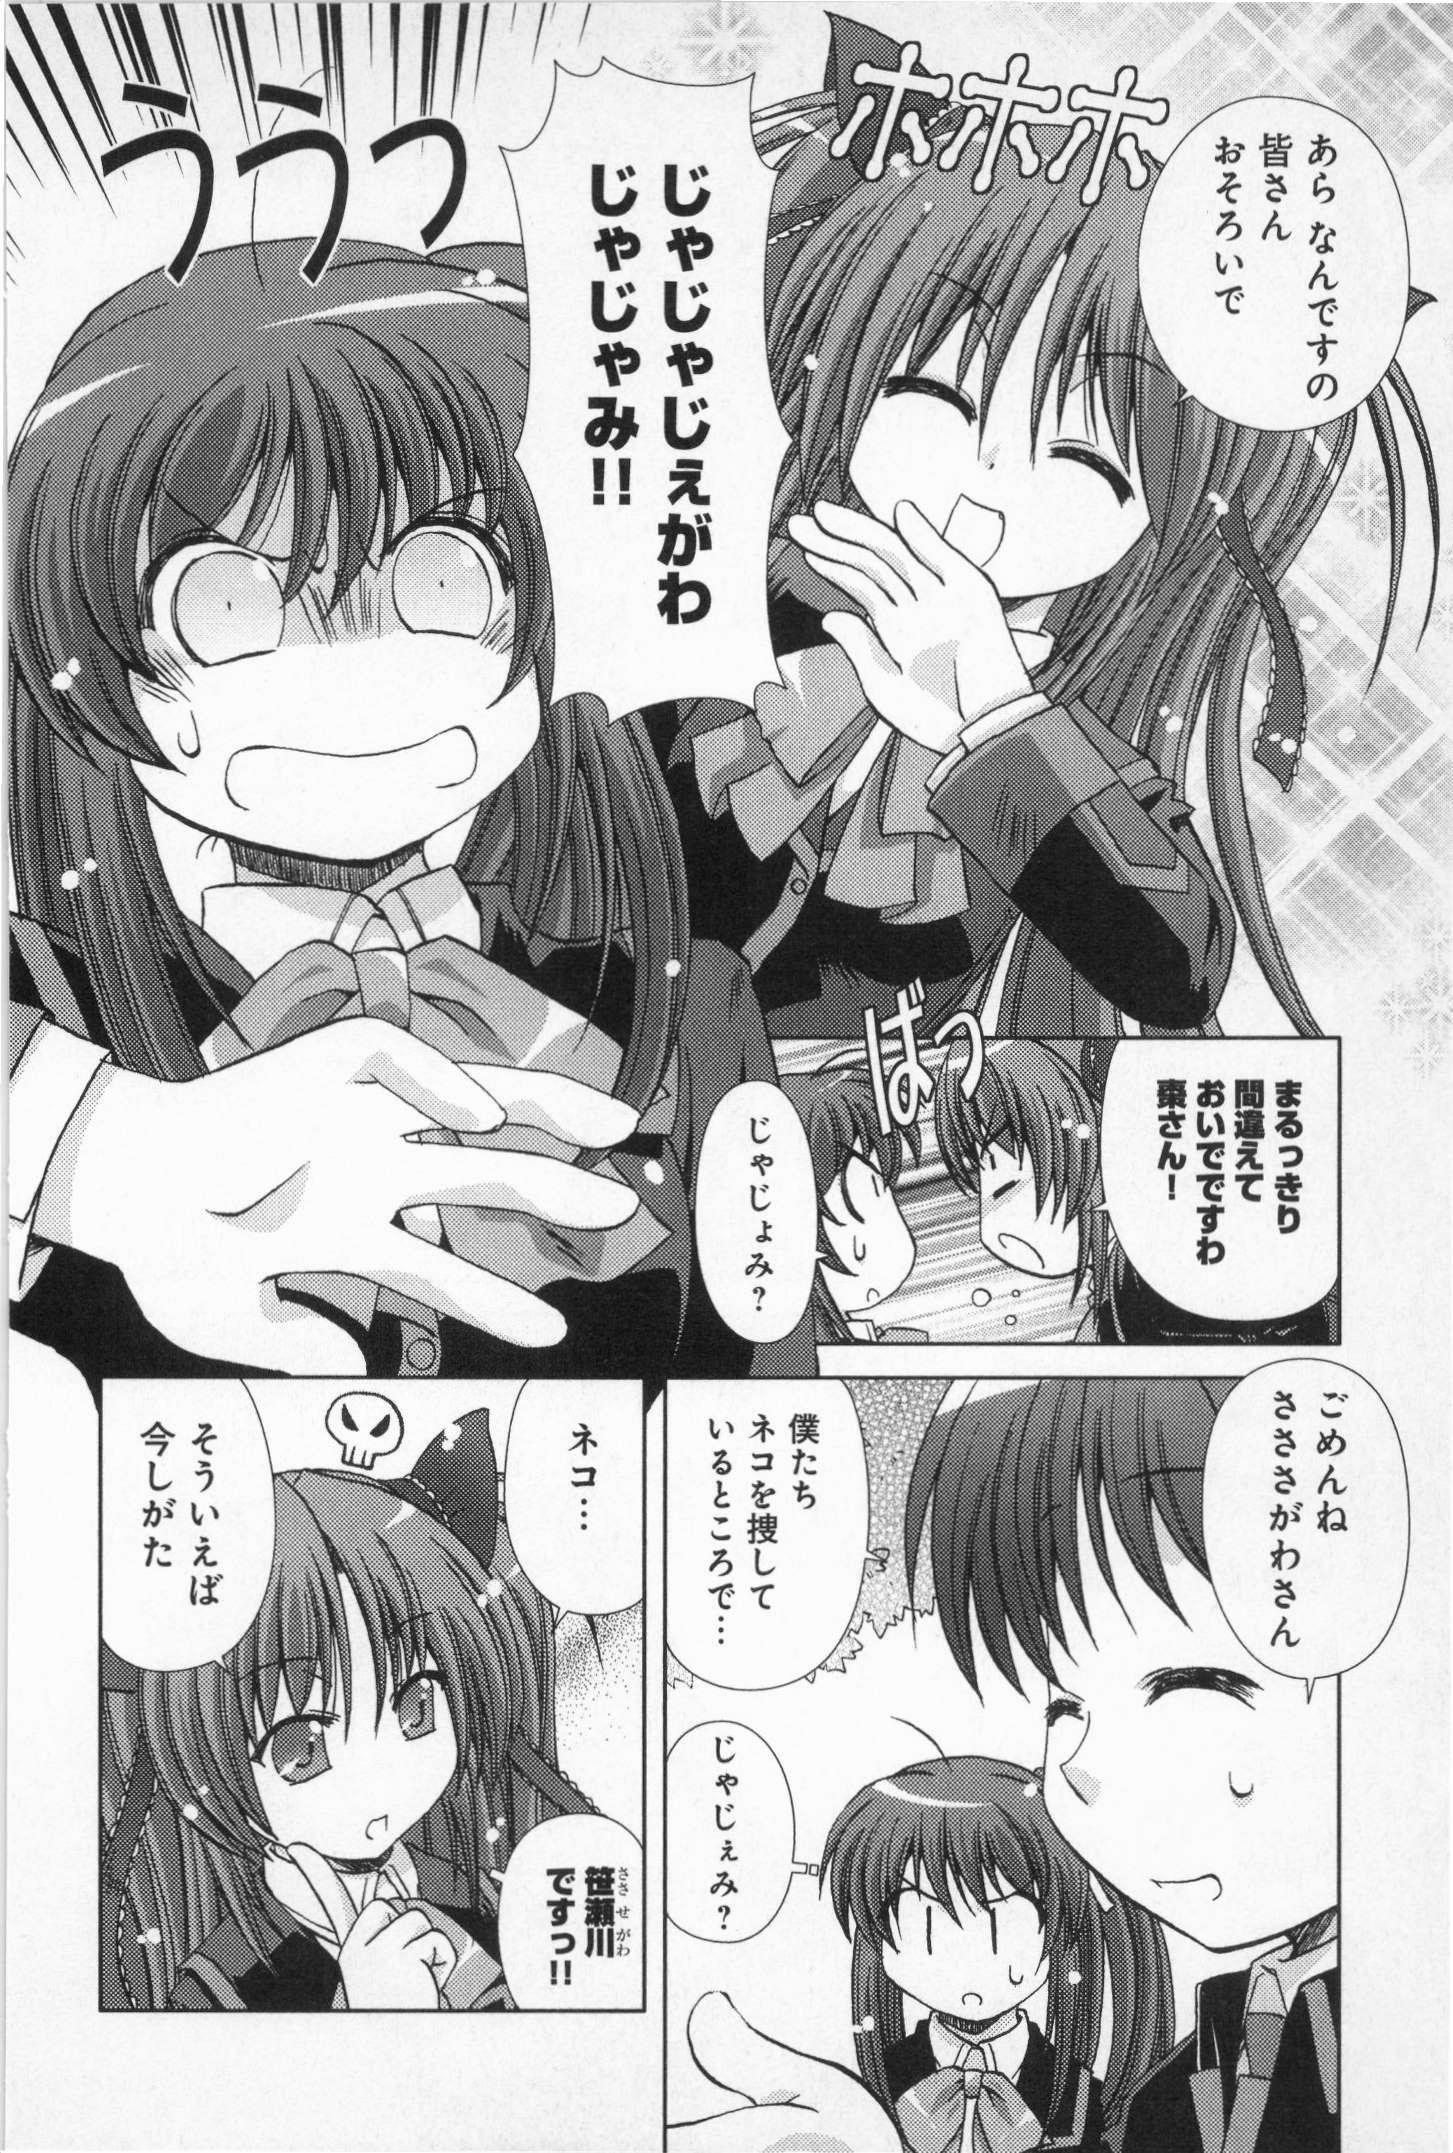 あら なんですの
皆さん
おそろいで
ホホホ
じゃじゃじぇがわ
じゃじゃみ!!
うううっ
まるっきり
間違えて
おいでですわ
棗さん!
ばっ
じゃじょみ?
ごめんね
さささがわさん
僕たち
ネコを捜して
いるところで…
じゃじぇみ?
ネコ…
そういえば
今しがた
笹瀬川
ささせがわ
ですっ!!